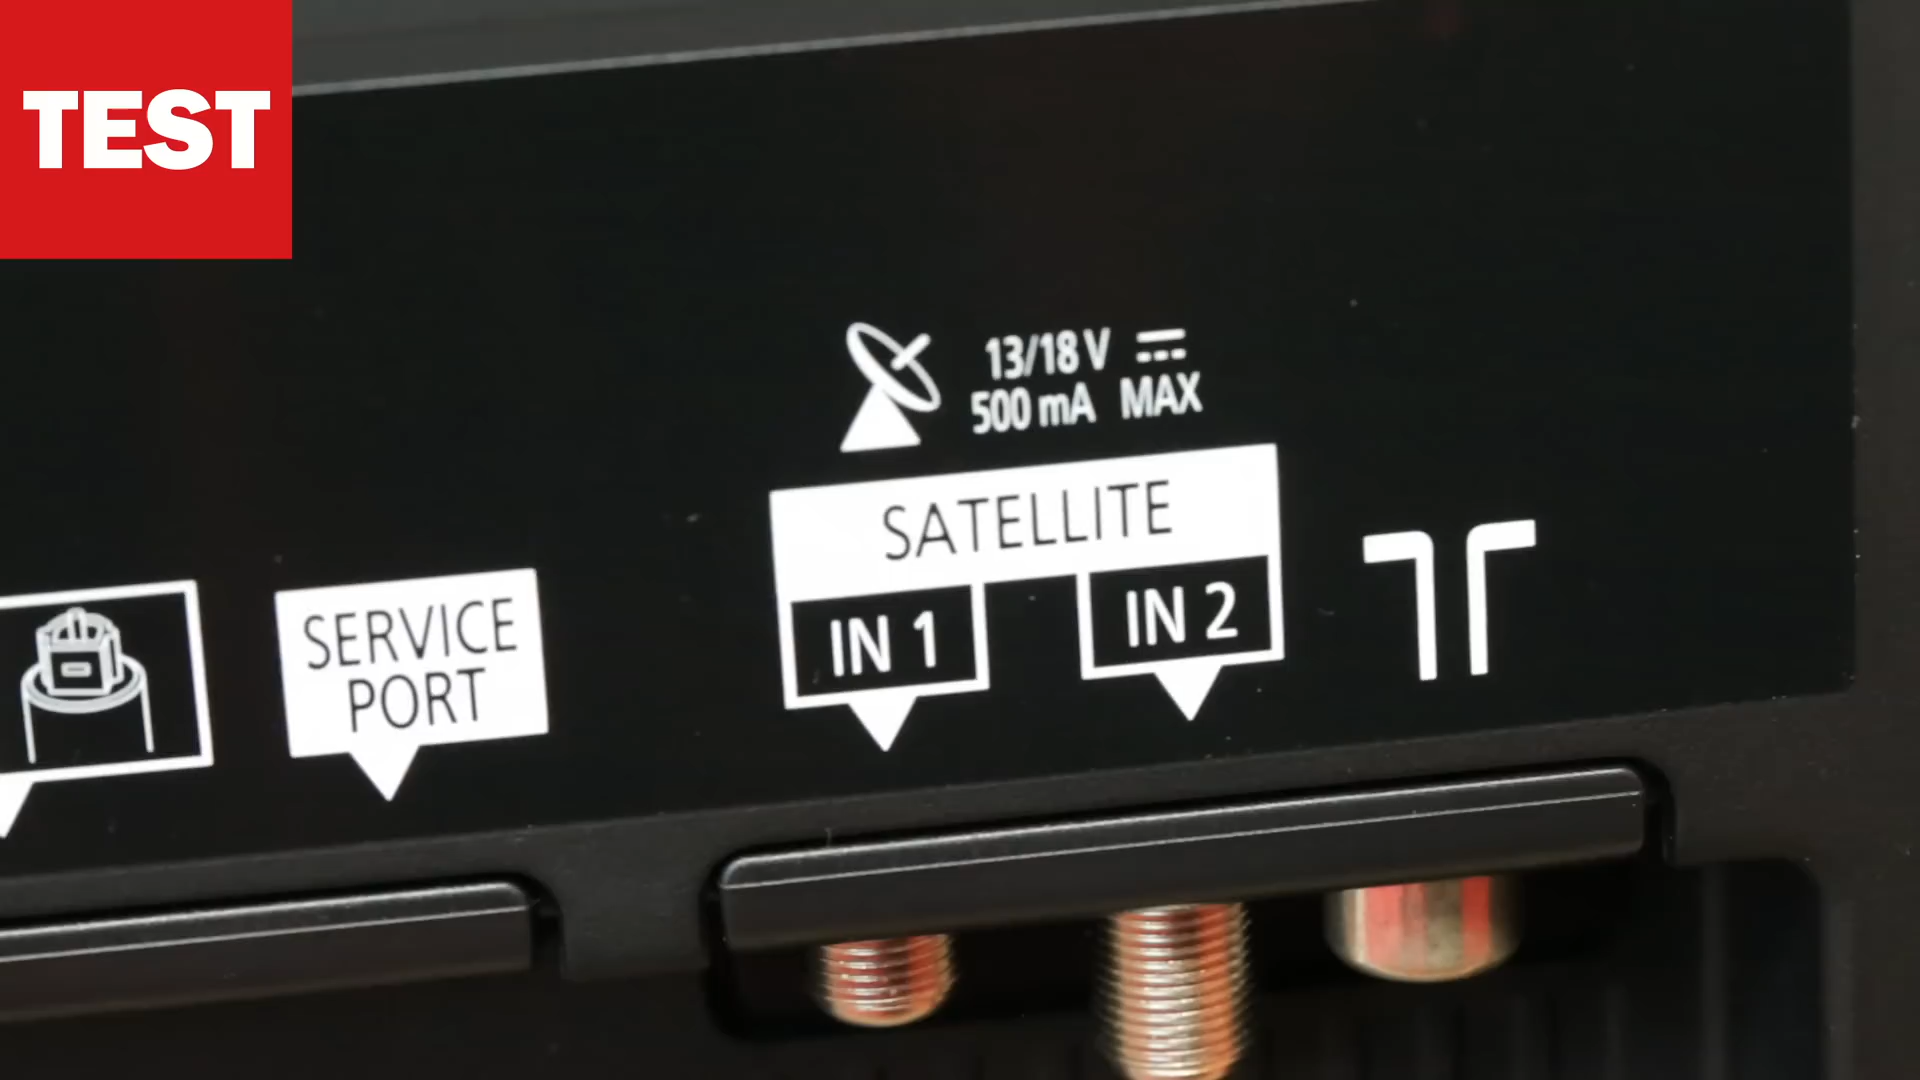 TEST
13/18 V
500 mA MAX
SATELLITE
IN 1
IN 2
SERVICE
PORT